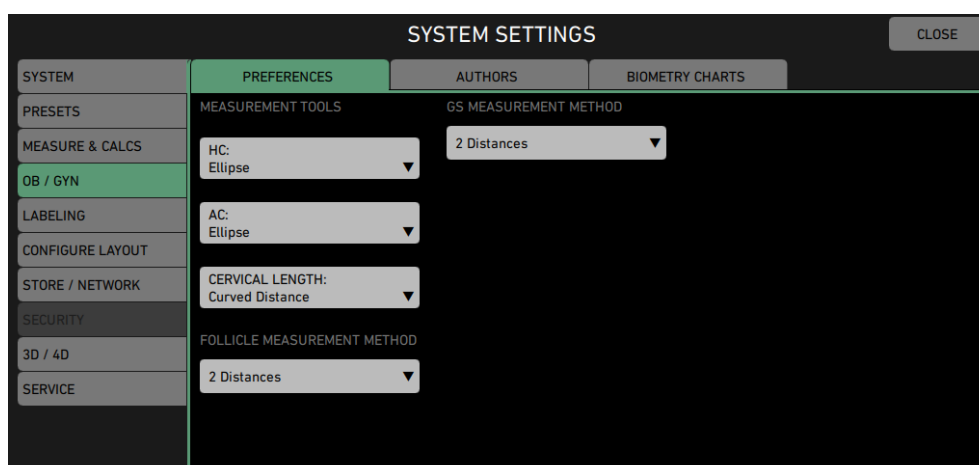 SYSTEM SETTINGS
CLOSE
SYSTEM
PRESETS
MEASURE & CALCS
OB / GYN
LABELING
CONFIGURE LAYOUT
STORE / NETWORK
SECURITY
3D / 4D
SERVICE
PREFERENCES
AUTHORS
BIOMETRY CHARTS
MEASUREMENT TOOLS
HC:
Ellipse
AC:
Ellipse
CERVICAL LENGTH:
Curved Distance
FOLLICLE MEASUREMENT METHOD
2 Distances
GS MEASUREMENT METHOD
2 Distances